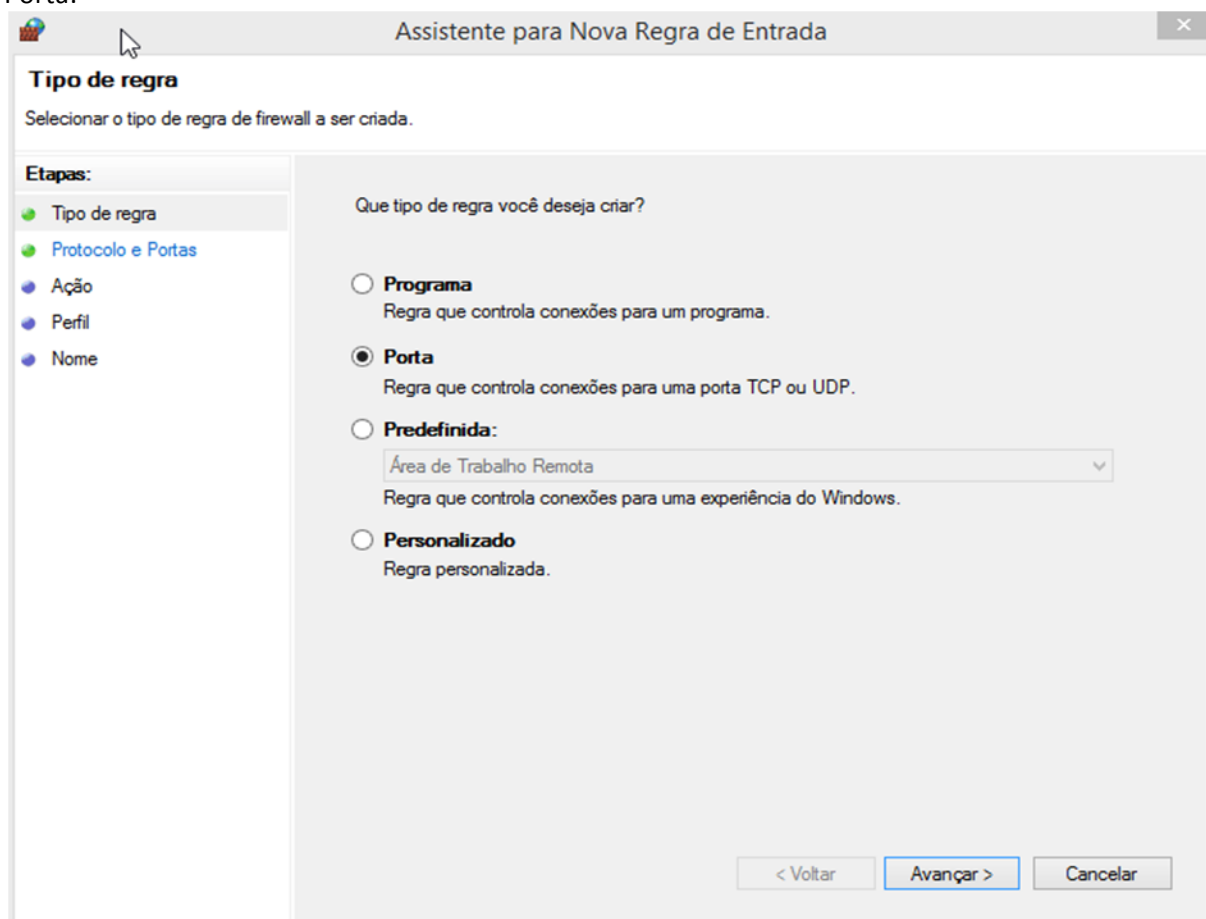 Porta.
Assistente para Nova Regra de Entrada
Tipo de regra
Selecionar o tipo de regra de firewall a ser criada.
Etapas:
Tipo de regra
Protocolo e Portas
Ação
Perfil
Nome
Que tipo de regra você deseja criar?
Programa
Regra que controla conexões para um programa.
Porta
Regra que controla conexões para uma porta TCP ou UDP.
Predefinida:
Área de Trabalho Remota
Regra que controla conexões para uma experiência do Windows.
Personalizado
Regra personalizada.
< Voltar
Avançar >
Cancelar